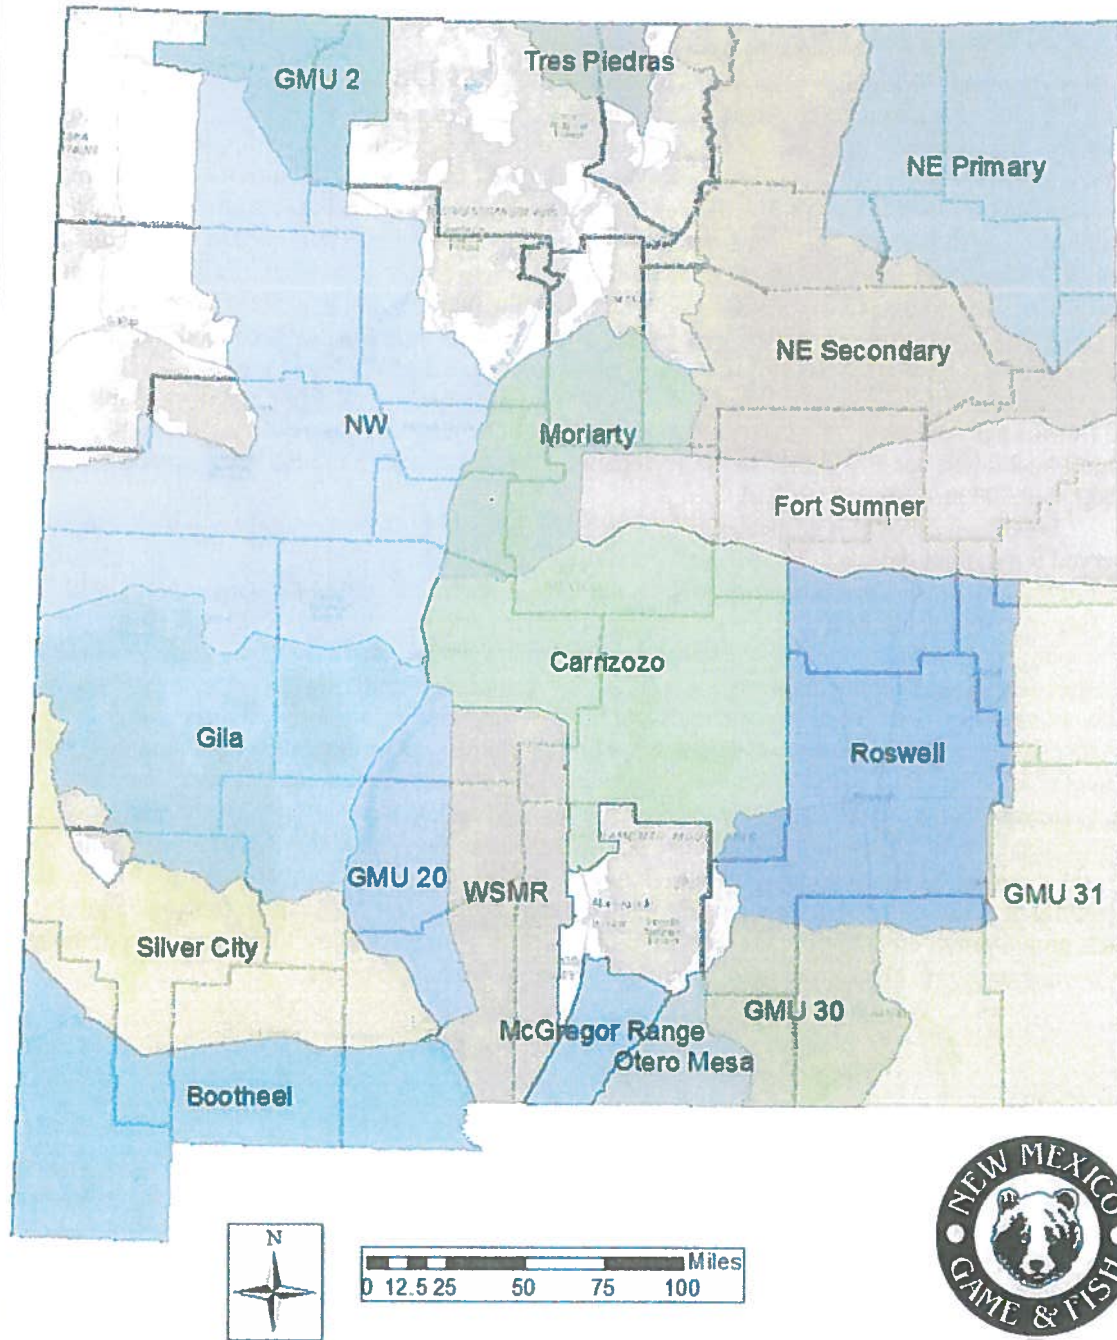 GMU 2
Tres Piedras
NE Primary
NE Secondary
NW
Moriarty
Fort Sumner
Carrizozo
Gila
Roswell
GMU 20
WSMR
GMU 31
Silver City
GMU 30
McGregor Range
Otero Mesa
Bootheel
N
Miles
0 12.5 25 50 75 100
NEW MEXICO
GAME & FISH